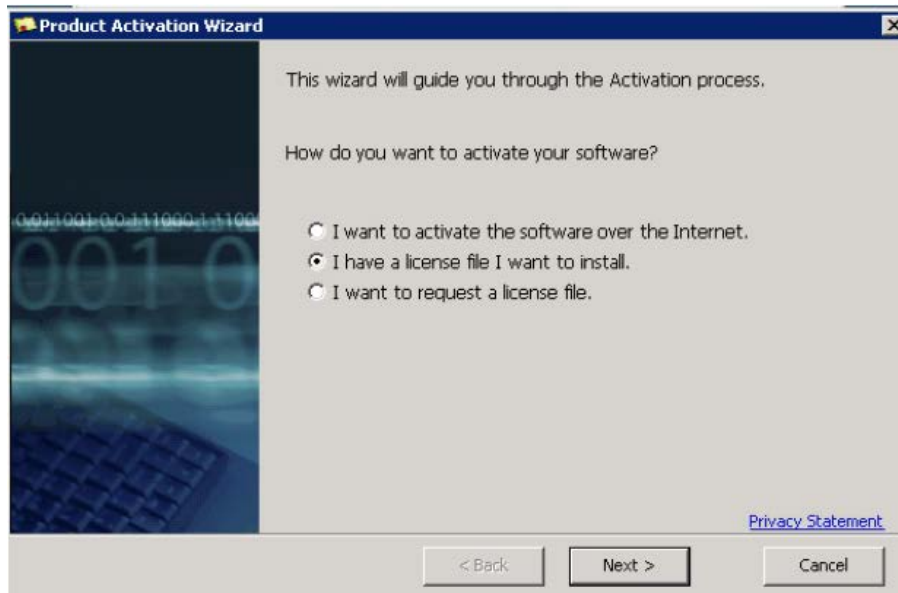 Product Activation Wizard
This wizard will guide you through the Activation process.
How do you want to activate your software?
I want to activate the software over the Internet.
I have a license file I want to install.
I want to request a license file.
001 0
Privacy Statement
< Back
Next >
Cancel